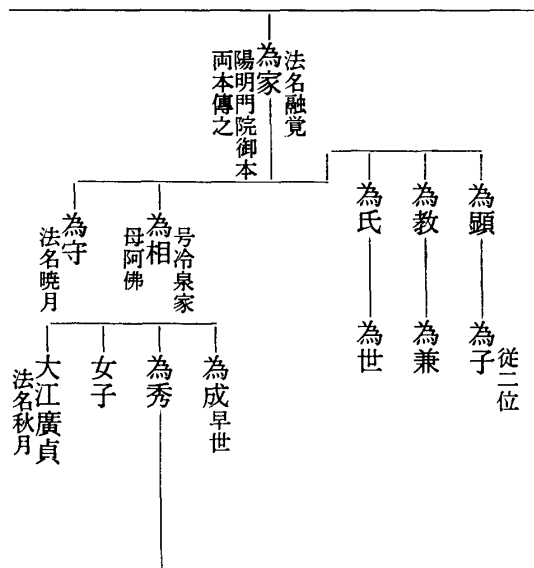 法名融覚
為家
陽明門院御本
両本傳之
為顕
為教
為氏
号冷泉家
為相
母阿佛
為守
法名暁月
従二位
為子
為兼
為世
為成早世
為秀
女子
大江廣貞
法名秋月